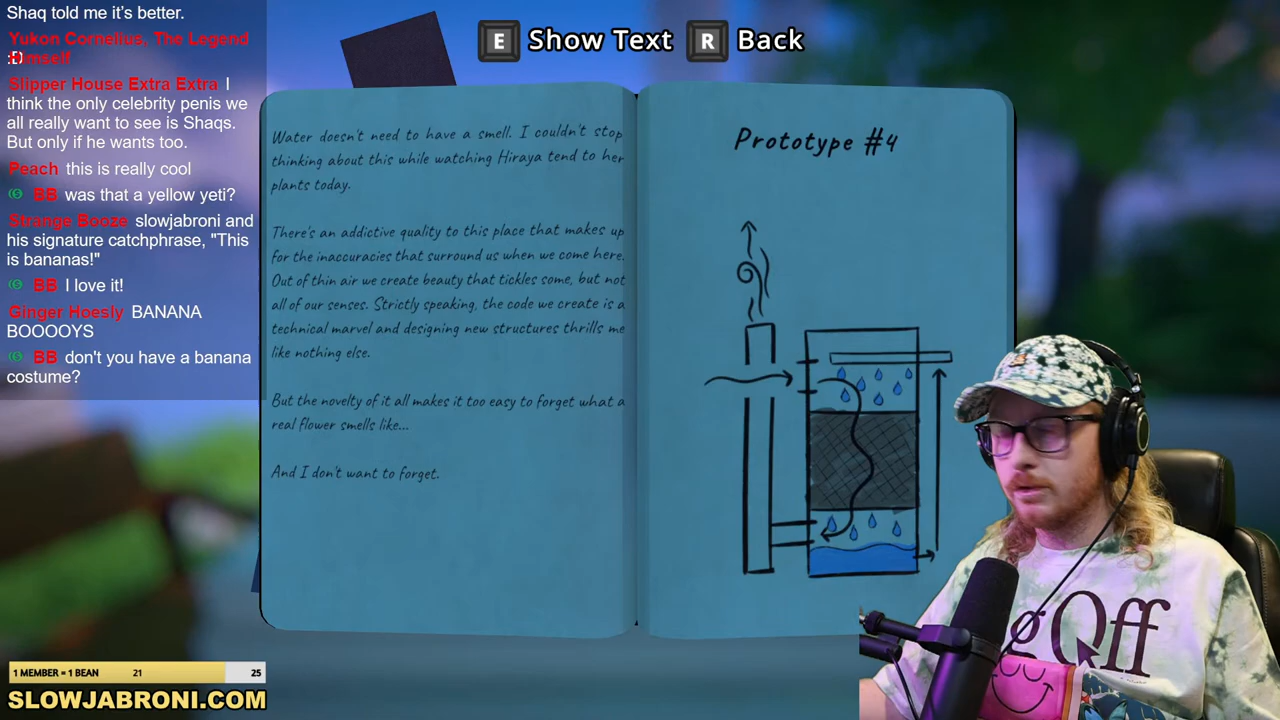 Shaq told me it's better.
Yukon Cornelius, The Legend
Himself
Slipper House Extra Extra I
think the only celebrity penis we
all really want to see is Shaqs.
But only if he wants too.
Peach this is really cool
BB was that a yellow yeti?
Strange Booze slowjabroni and
his signature catchphrase, "This
is bananas!"
BB I love it!
Ginger Hoesly BANANA
BOOOOYS
BB don't you have a banana
costume?
1 MEMBER = 1 BEAN 21 25
SLOWJABRONI.COM
E Show Text R Back
Water doesn't need to have a smell. I couldn't stop
thinking about this while watching Hiraya tend to her
plants today.
There's an addictive quality to this place that makes up
for the inaccuracies that surround us when we come here.
Out of thin air we create beauty that tickles some, but not
all of our senses. Strictly speaking, the code we create is a
technical marvel and designing new structures thrills me
like nothing else.
But the novelty of it all makes it too easy to forget what a
real flower smells like...
And I don't want to forget.
Prototype #4
Off